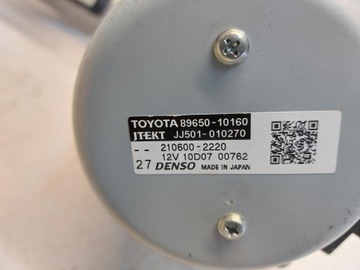 TOYOTA 89650-10160
JTEKT JJ501-010270
-- 210600-2220
12V 10D07 00762
27 DENSO MADE IN JAPAN